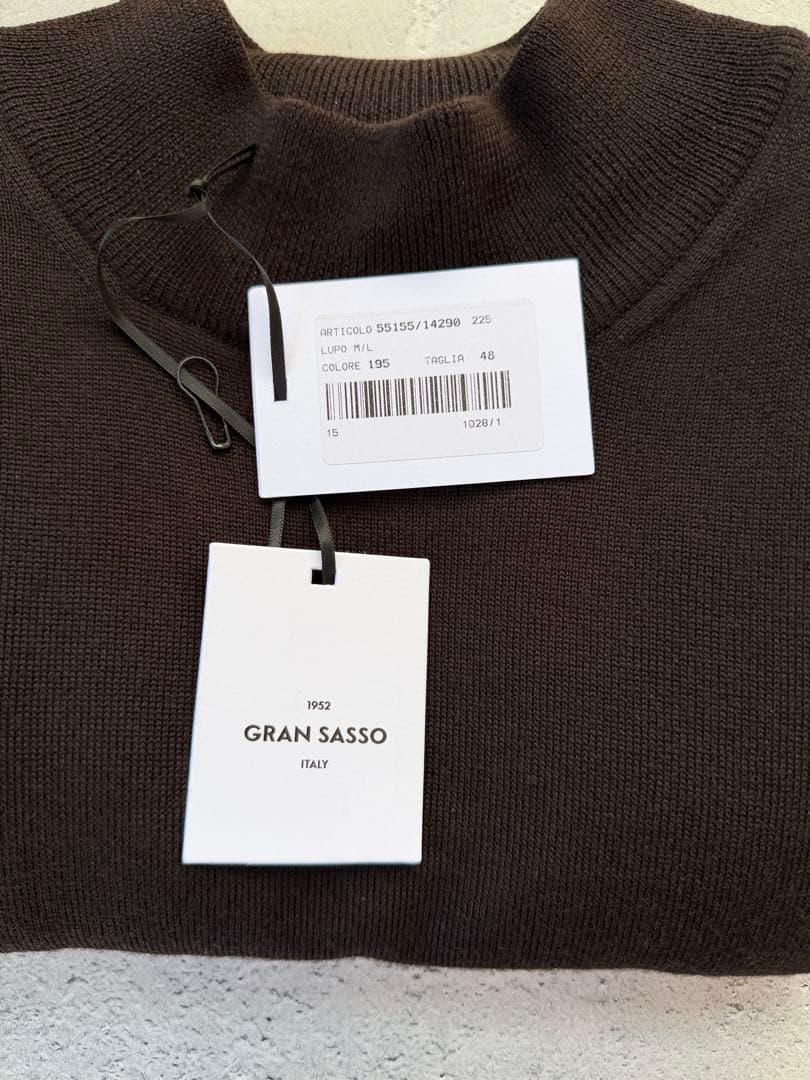 ARTICOLO 55155/14290 225
LUPO M/L
COLORE 195 TAGLIA 48
15 1028/1
1952
GRAN SASSO
ITALY